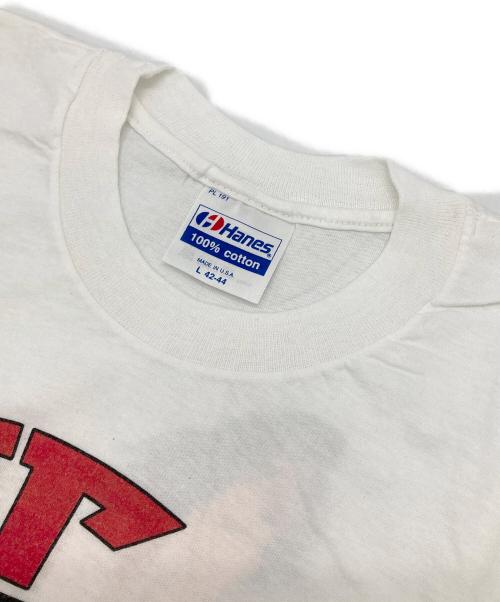 PL 191
Hanes®
100% cotton
MADE IN U.S.A.
L 42-44
T